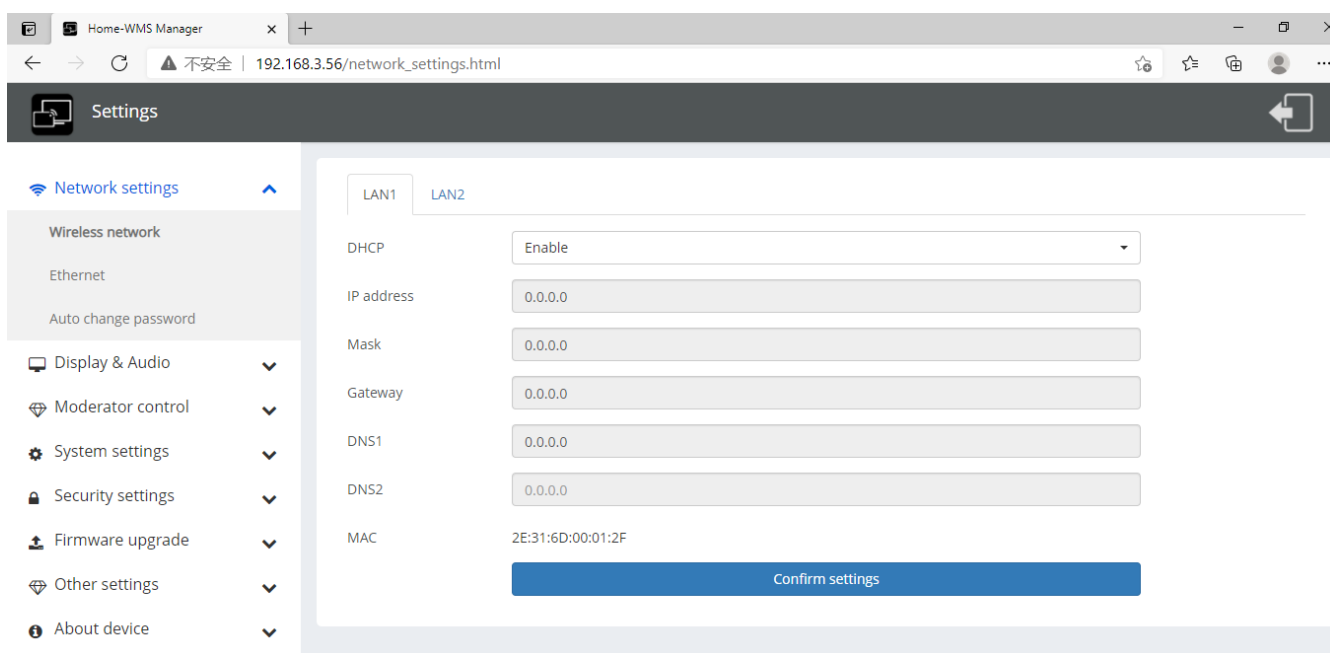 Home-WMS Manager
不安全 192.168.3.56/network_settings.html
Settings
Network settings
Wireless network
Ethernet
Auto change password
Display & Audio
Moderator control
System settings
Security settings
Firmware upgrade
Other settings
About device
LAN1 LAN2
DHCP Enable
IP address 0.0.0.0
Mask 0.0.0.0
Gateway 0.0.0.0
DNS1 0.0.0.0
DNS2 0.0.0.0
MAC 2E:31:6D:00:01:2F
Confirm settings